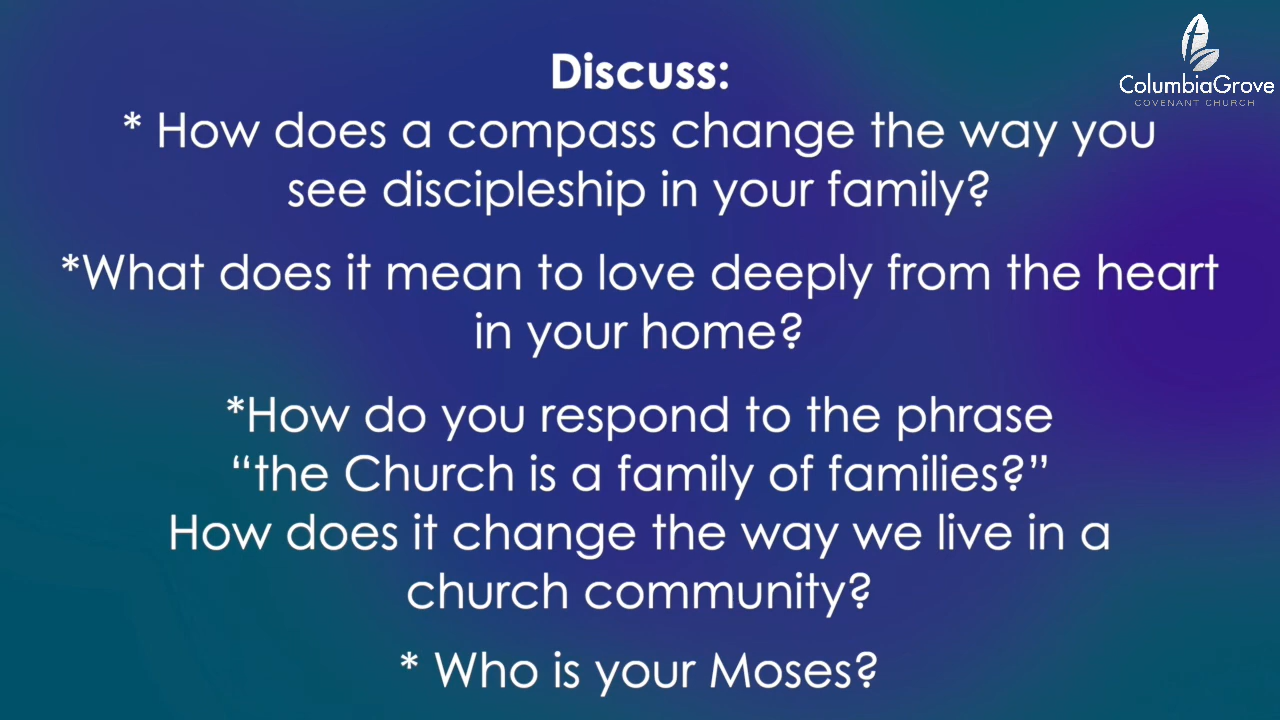 ColumbiaGrove
COVENANT CHURCH
Discuss:
* How does a compass change the way you
see discipleship in your family?
*What does it mean to love deeply from the heart
in your home?
*How do you respond to the phrase
“the Church is a family of families?”
How does it change the way we live in a
church community?
* Who is your Moses?